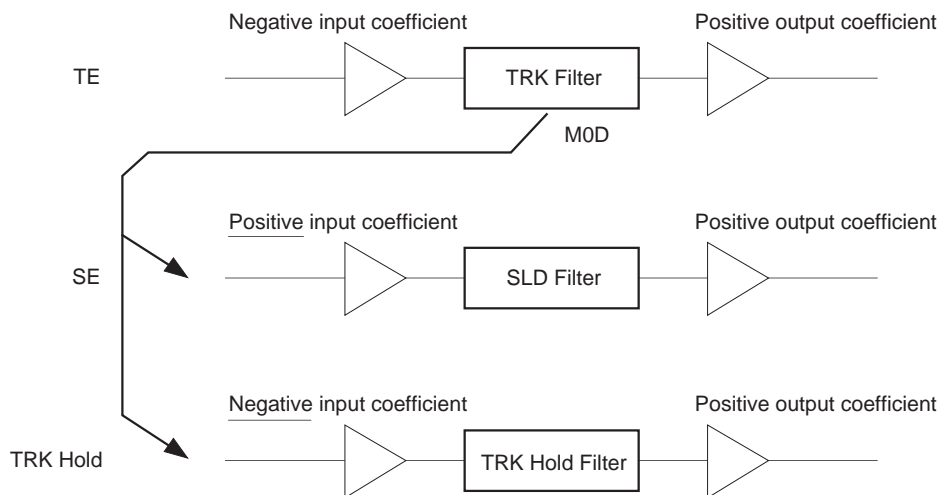 Negative input coefficient
Positive output coefficient
TE
TRK Filter
M0D
Positive input coefficient
Positive output coefficient
SE
SLD Filter
Negative input coefficient
Positive output coefficient
TRK Hold
TRK Hold Filter